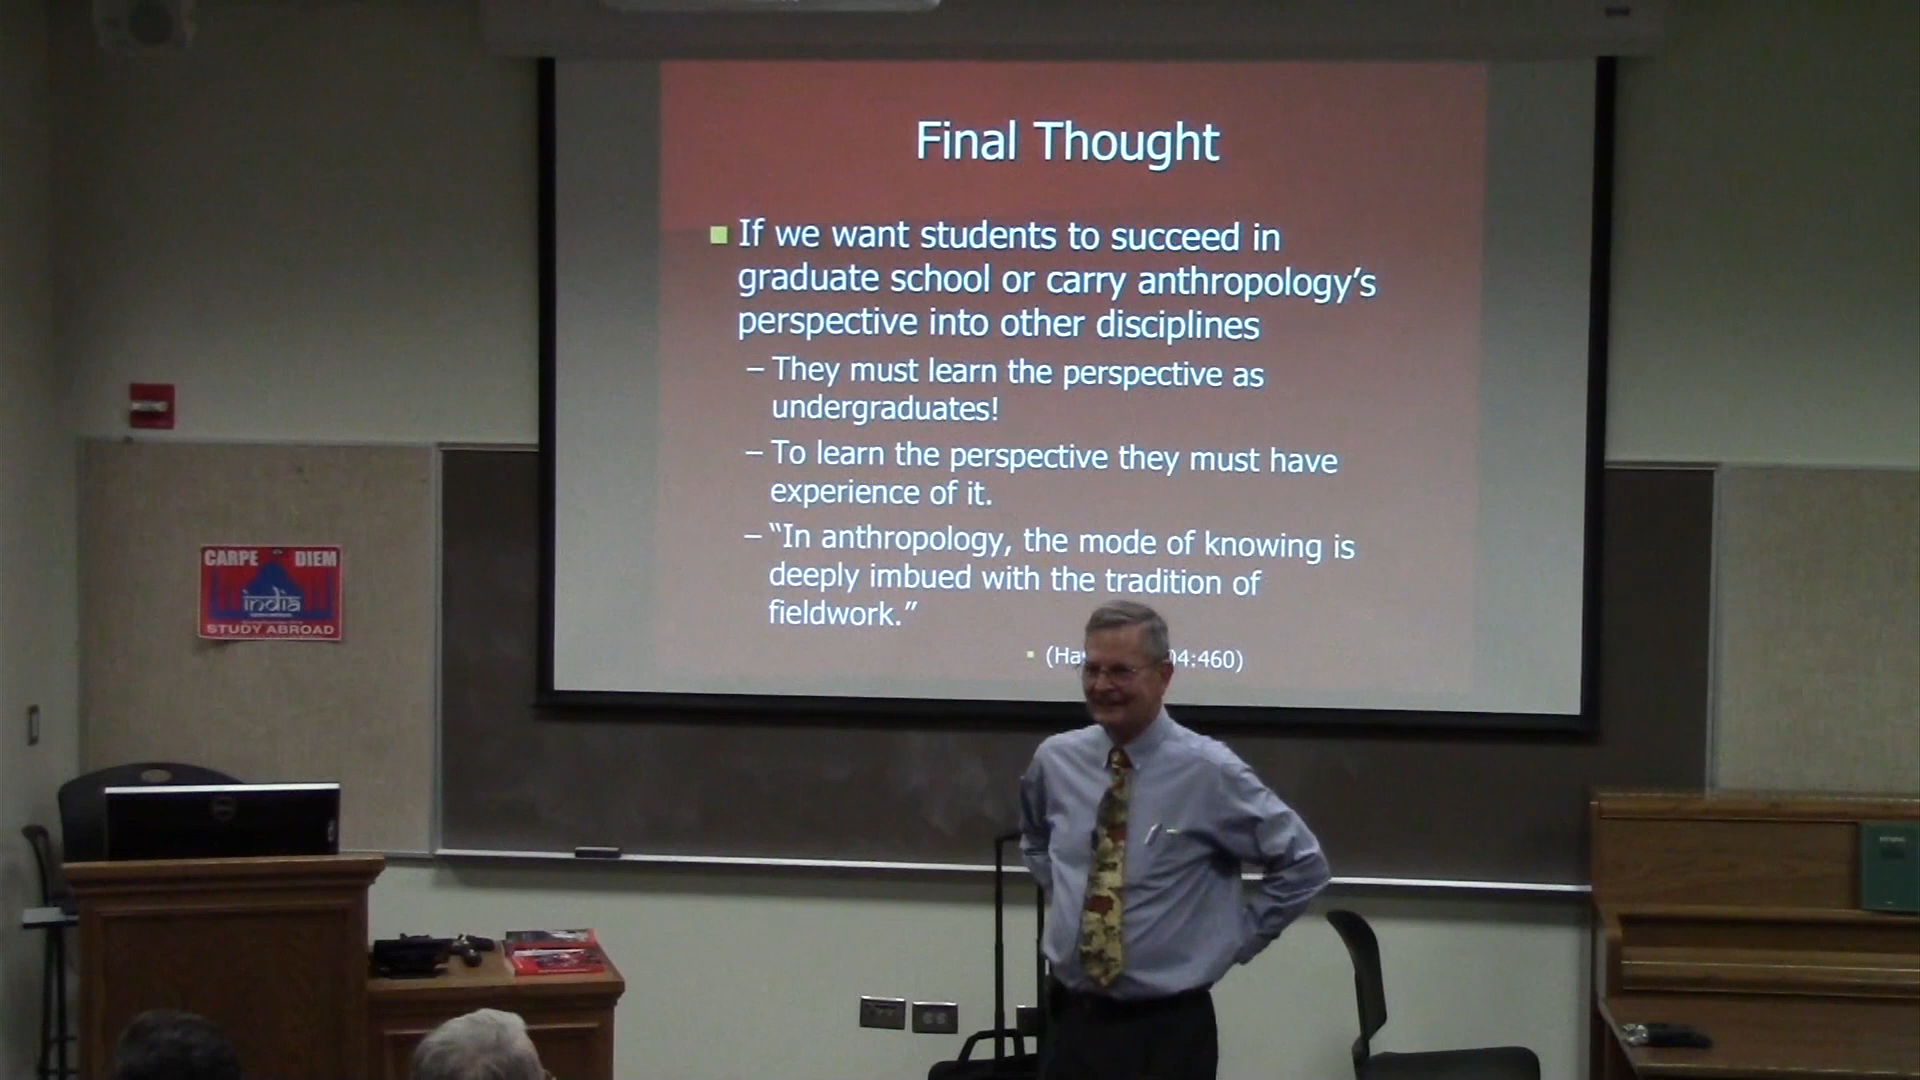 Final Thought
If we want students to succeed in
graduate school or carry anthropology's
perspective into other disciplines
– They must learn the perspective as
undergraduates!
– To learn the perspective they must have
experience of it.
– “In anthropology, the mode of knowing is
deeply imbued with the tradition of
fieldwork.”
04:460)
CARPE DIEM
india
STUDY ABROAD